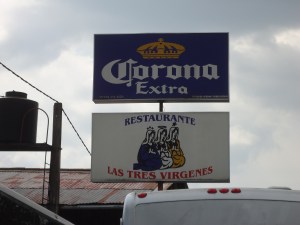 Corona
Extra
RESTAURANTE
LAS TRES VIRGENES